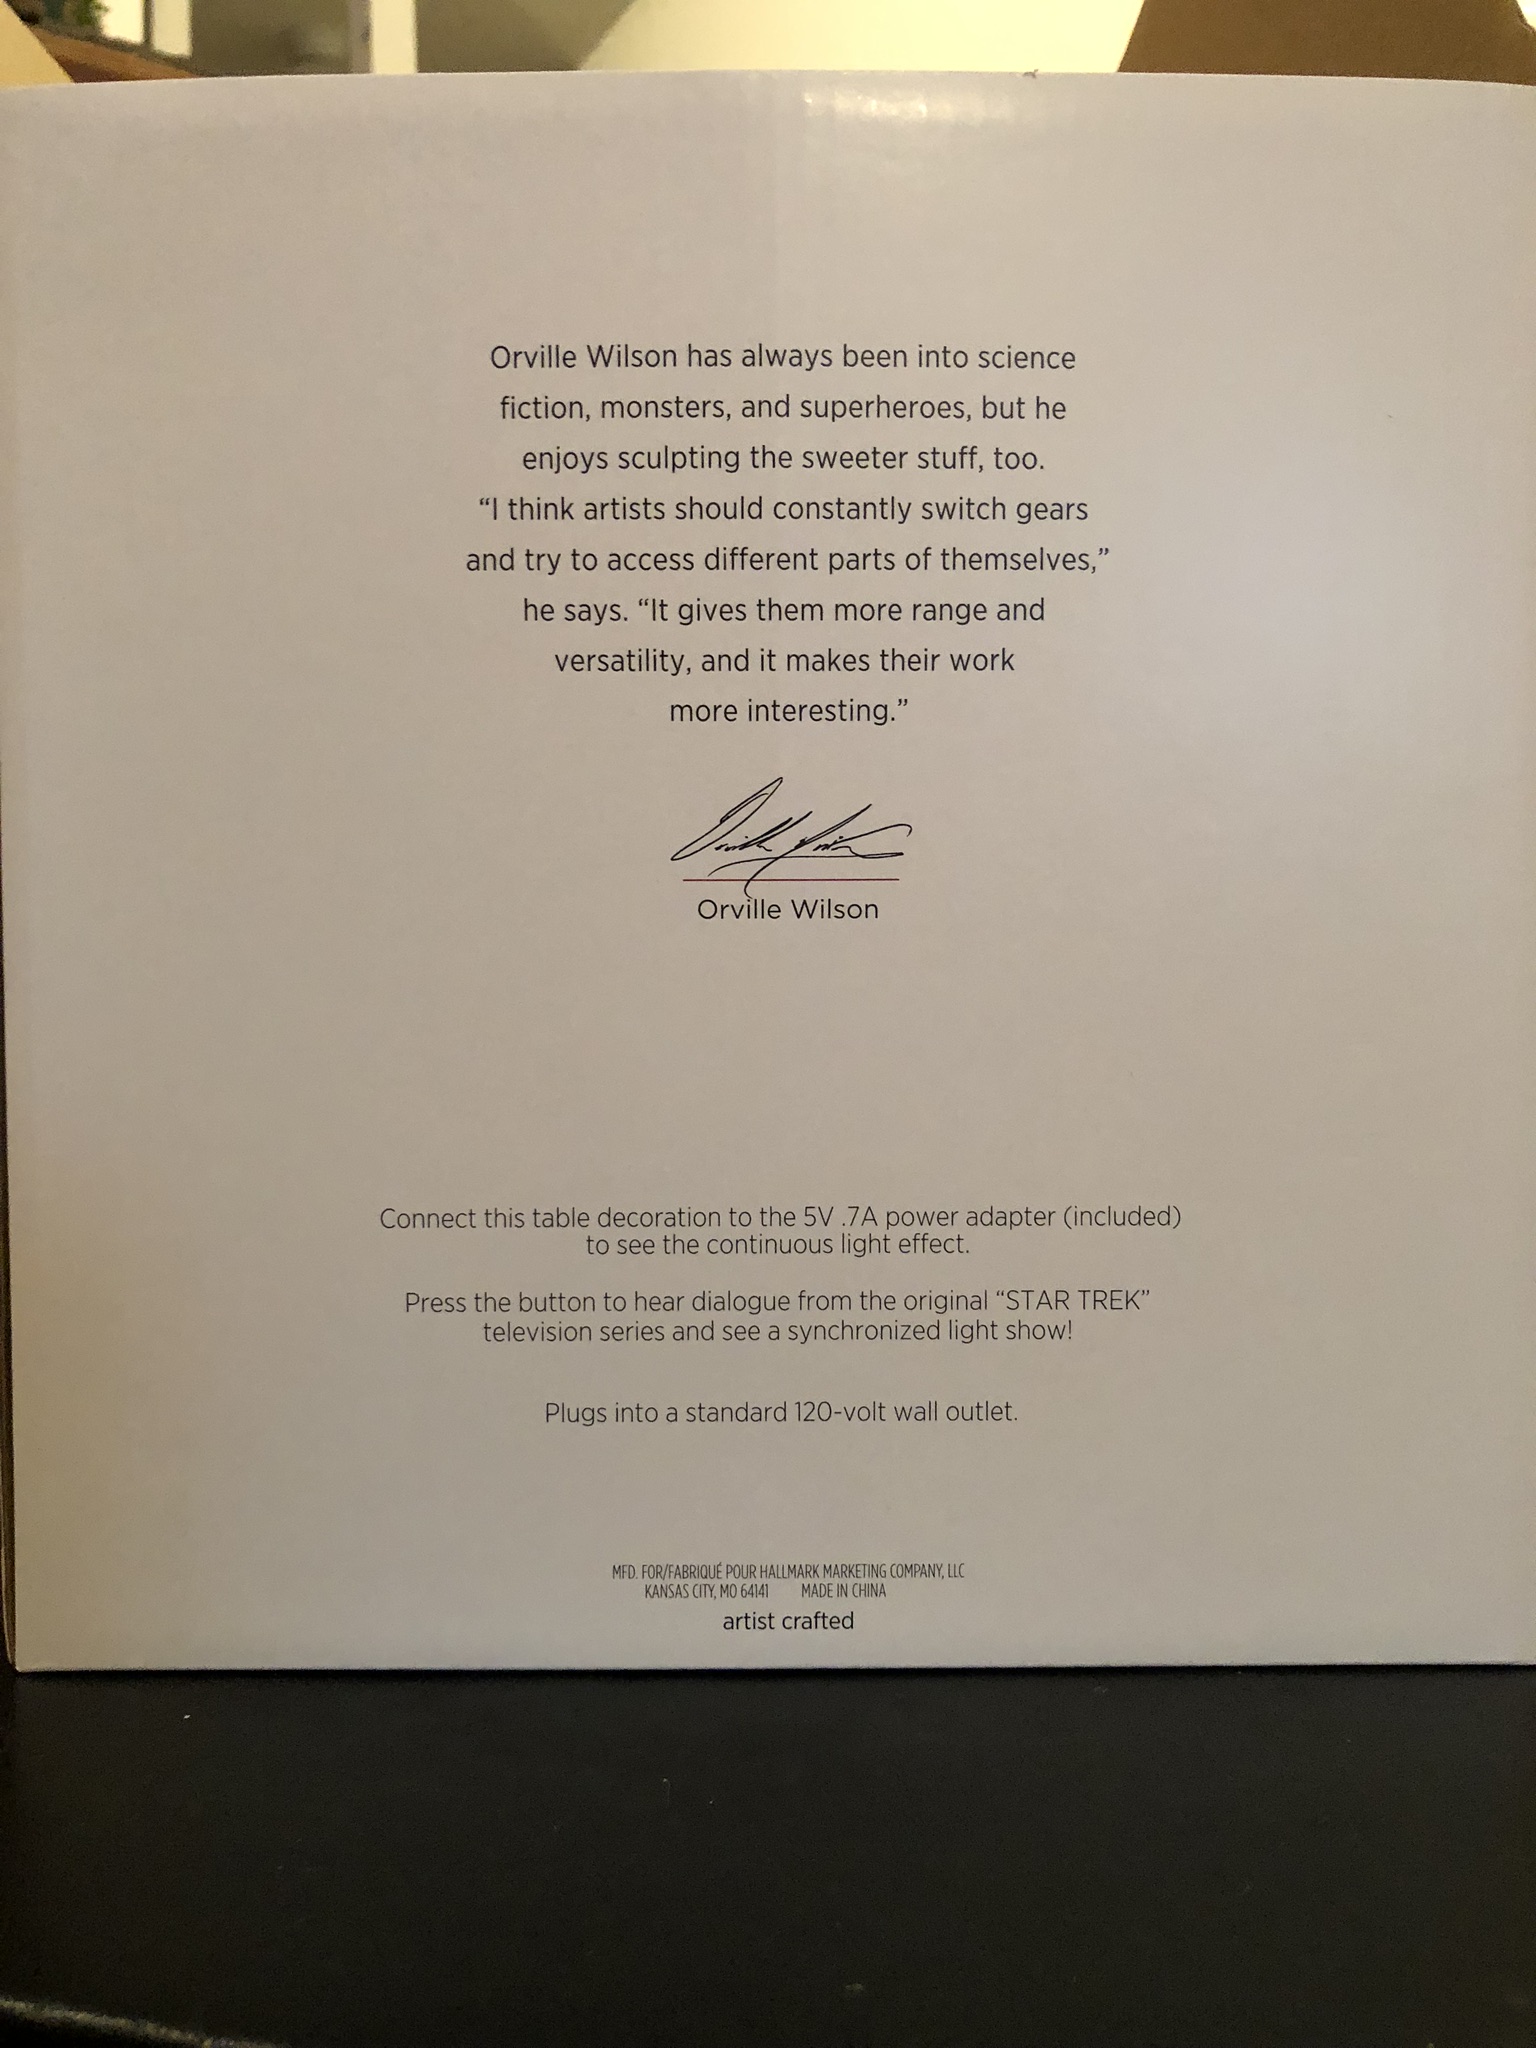 Orville Wilson has always been into science
fiction, monsters, and superheroes, but he
enjoys sculpting the sweeter stuff, too.
“I think artists should constantly switch gears
and try to access different parts of themselves,”
he says. “It gives them more range and
versatility, and it makes their work
more interesting.”
Orville Wilson
Orville Wilson
Connect this table decoration to the 5V .7A power adapter (included)
to see the continuous light effect.
Press the button to hear dialogue from the original “STAR TREK”
television series and see a synchronized light show!
Plugs into a standard 120-volt wall outlet.
MFD. FOR/FABRIQUÉ POUR HALLMARK MARKETING COMPANY, LLC
KANSAS CITY, MO 64141 MADE IN CHINA
artist crafted